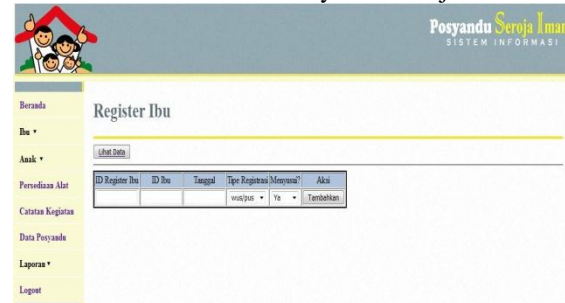 Posyandu Seroja Iman
SISTEM INFORMASI
Beranda
Ibu ▾
Anak ▾
Persediaan Alat
Catatan Kegiatan
Data Posyandu
Laporan ▾
Logout
Register Ibu
Lihat Data
ID Register Ibu ID Ibu Tanggal Tipe Registrasi Menyusui? Aksi
wus/pus ▾ Ya ▾ Tambahkan